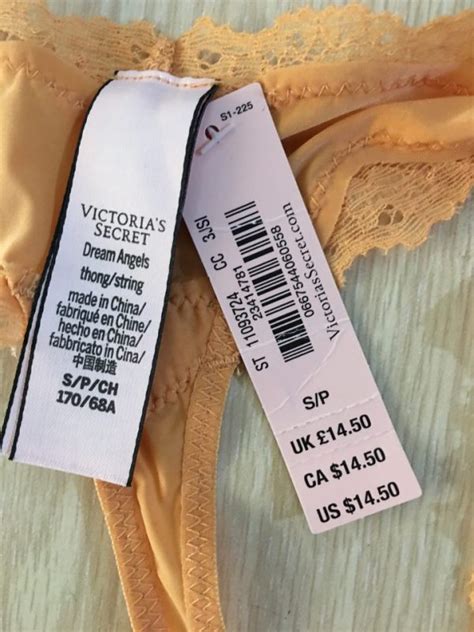 VICTORIA'S
SECRET
Dream Angels
thong/string
made in China/
fabriqué en Chine/
hecho en China/
fabbricato in Cina/
中国制造
S/P/CH
170/68A
S1-225
ST 11093724 CC 3JSI
23414781
0667544060558
VictoriasSecret.com
S/P
UK £14.50
CA $14.50
US $14.50